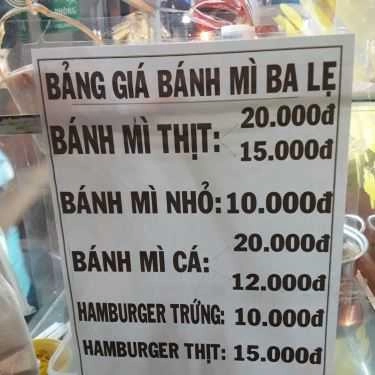 BẢNG GIÁ BÁNH MÌ BA LẸ
BÁNH MÌ THỊT: 20.000đ
15.000đ
BÁNH MÌ NHỎ: 10.000đ
BÁNH MÌ CÁ: 20.000đ
12.000đ
HAMBURGER TRỨNG: 10.000đ
HAMBURGER THỊT: 15.000đ